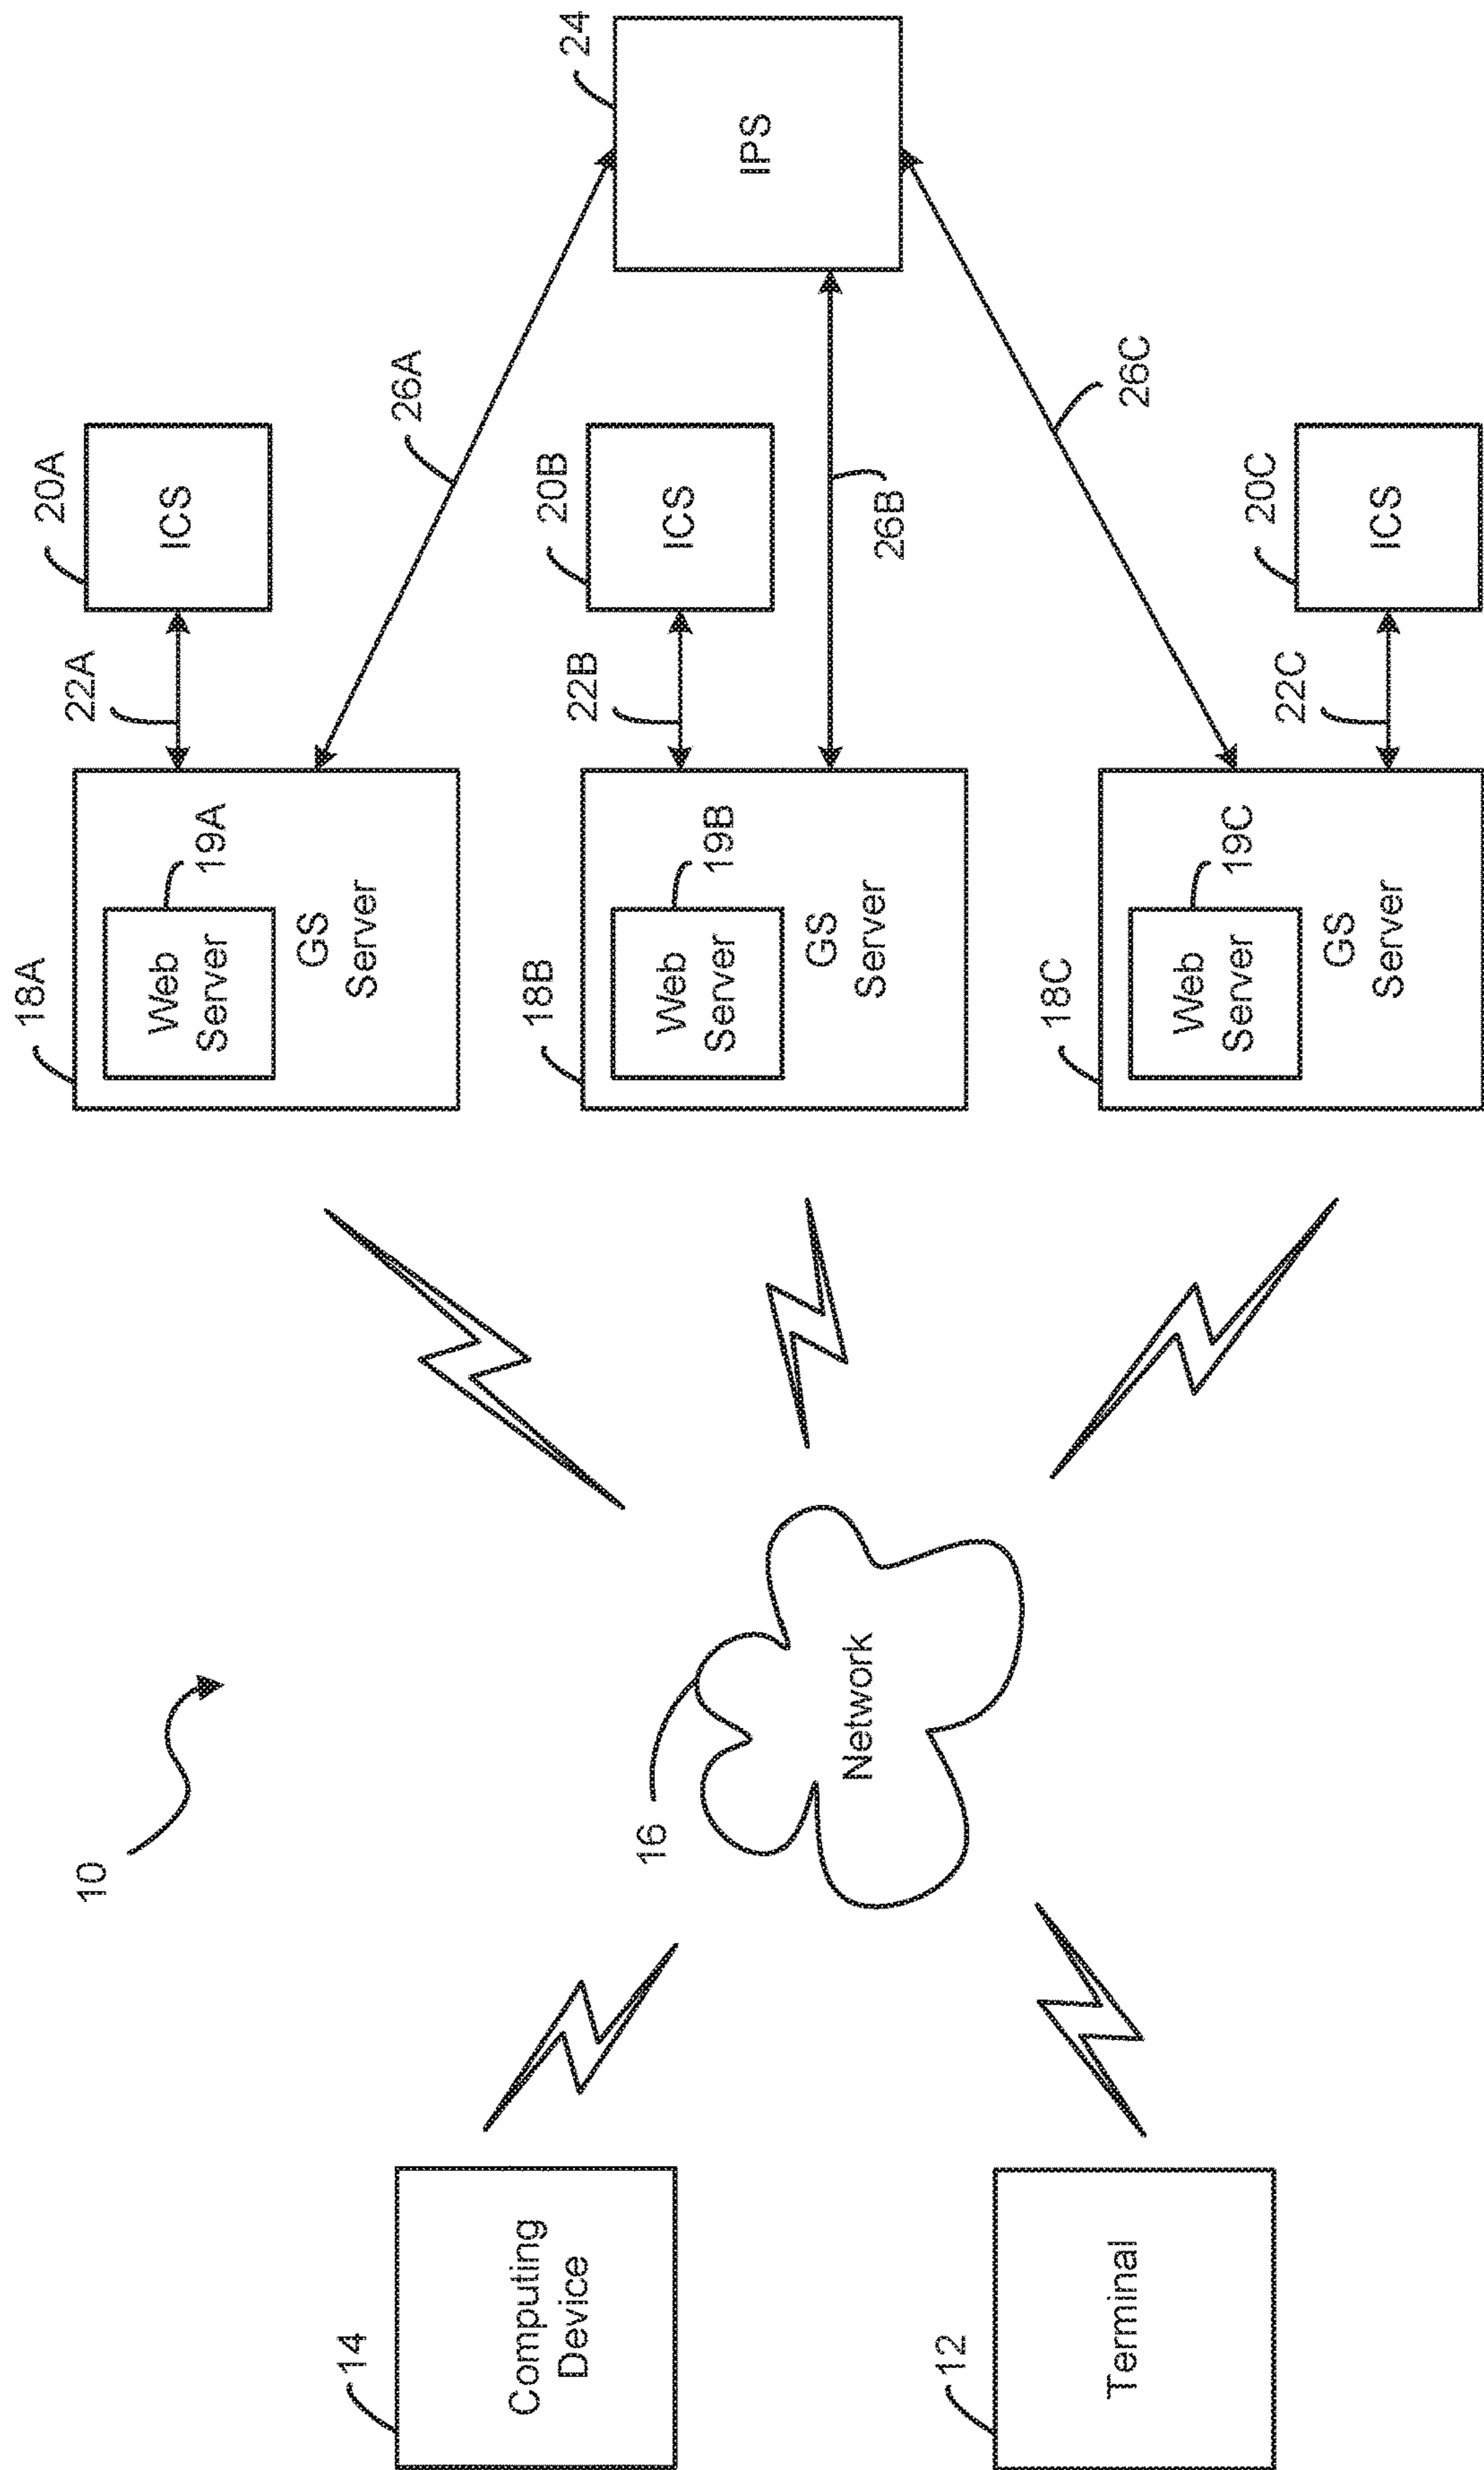 10
14
Computing
Device
12
Terminal
16
Network
18A
Web
Server
19A
GS
Server
22A
20A
ICS
26A
18B
Web
Server
19B
GS
Server
22B
20B
ICS
26B
24
IPS
18C
Web
Server
19C
GS
Server
22C
20C
ICS
26C